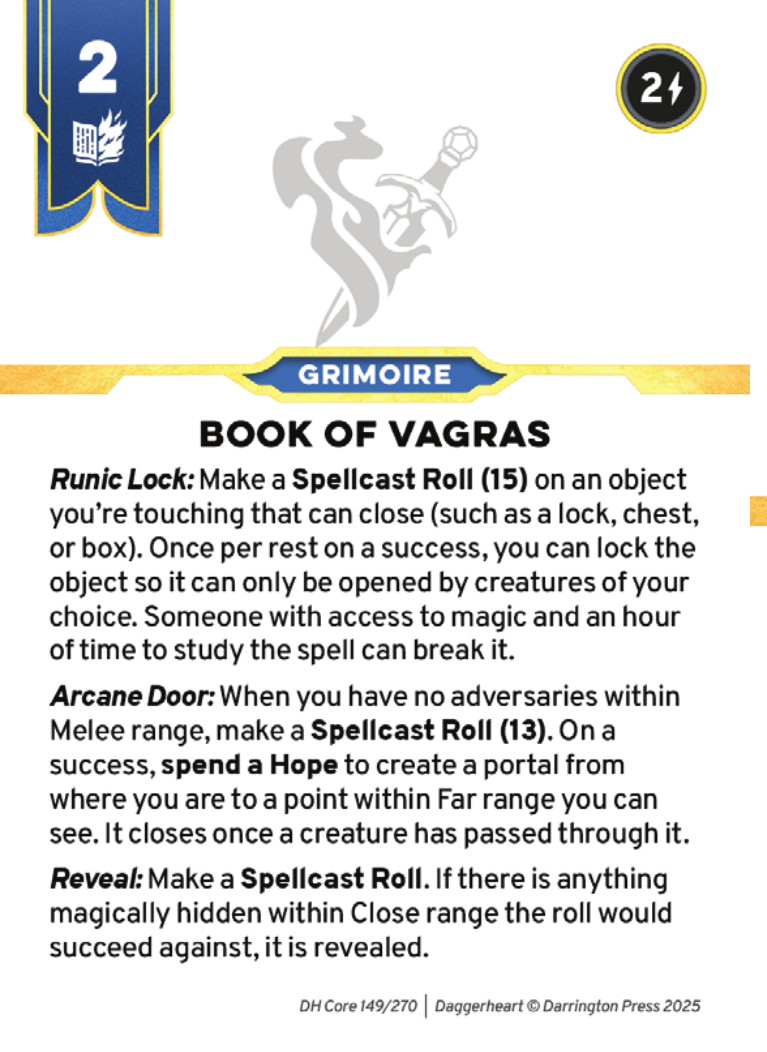 2
2
GRIMOIRE
BOOK OF VAGRAS
Runic Lock: Make a Spellcast Roll (15) on an object
you're touching that can close (such as a lock, chest,
or box). Once per rest on a success, you can lock the
object so it can only be opened by creatures of your
choice. Someone with access to magic and an hour
of time to study the spell can break it.
Arcane Door: When you have no adversaries within
Melee range, make a Spellcast Roll (13). On a
success, spend a Hope to create a portal from
where you are to a point within Far range you can
see. It closes once a creature has passed through it.
Reveal: Make a Spellcast Roll. If there is anything
magically hidden within Close range the roll would
succeed against, it is revealed.
DH Core 149/270 | Daggerheart © Darrington Press 2025